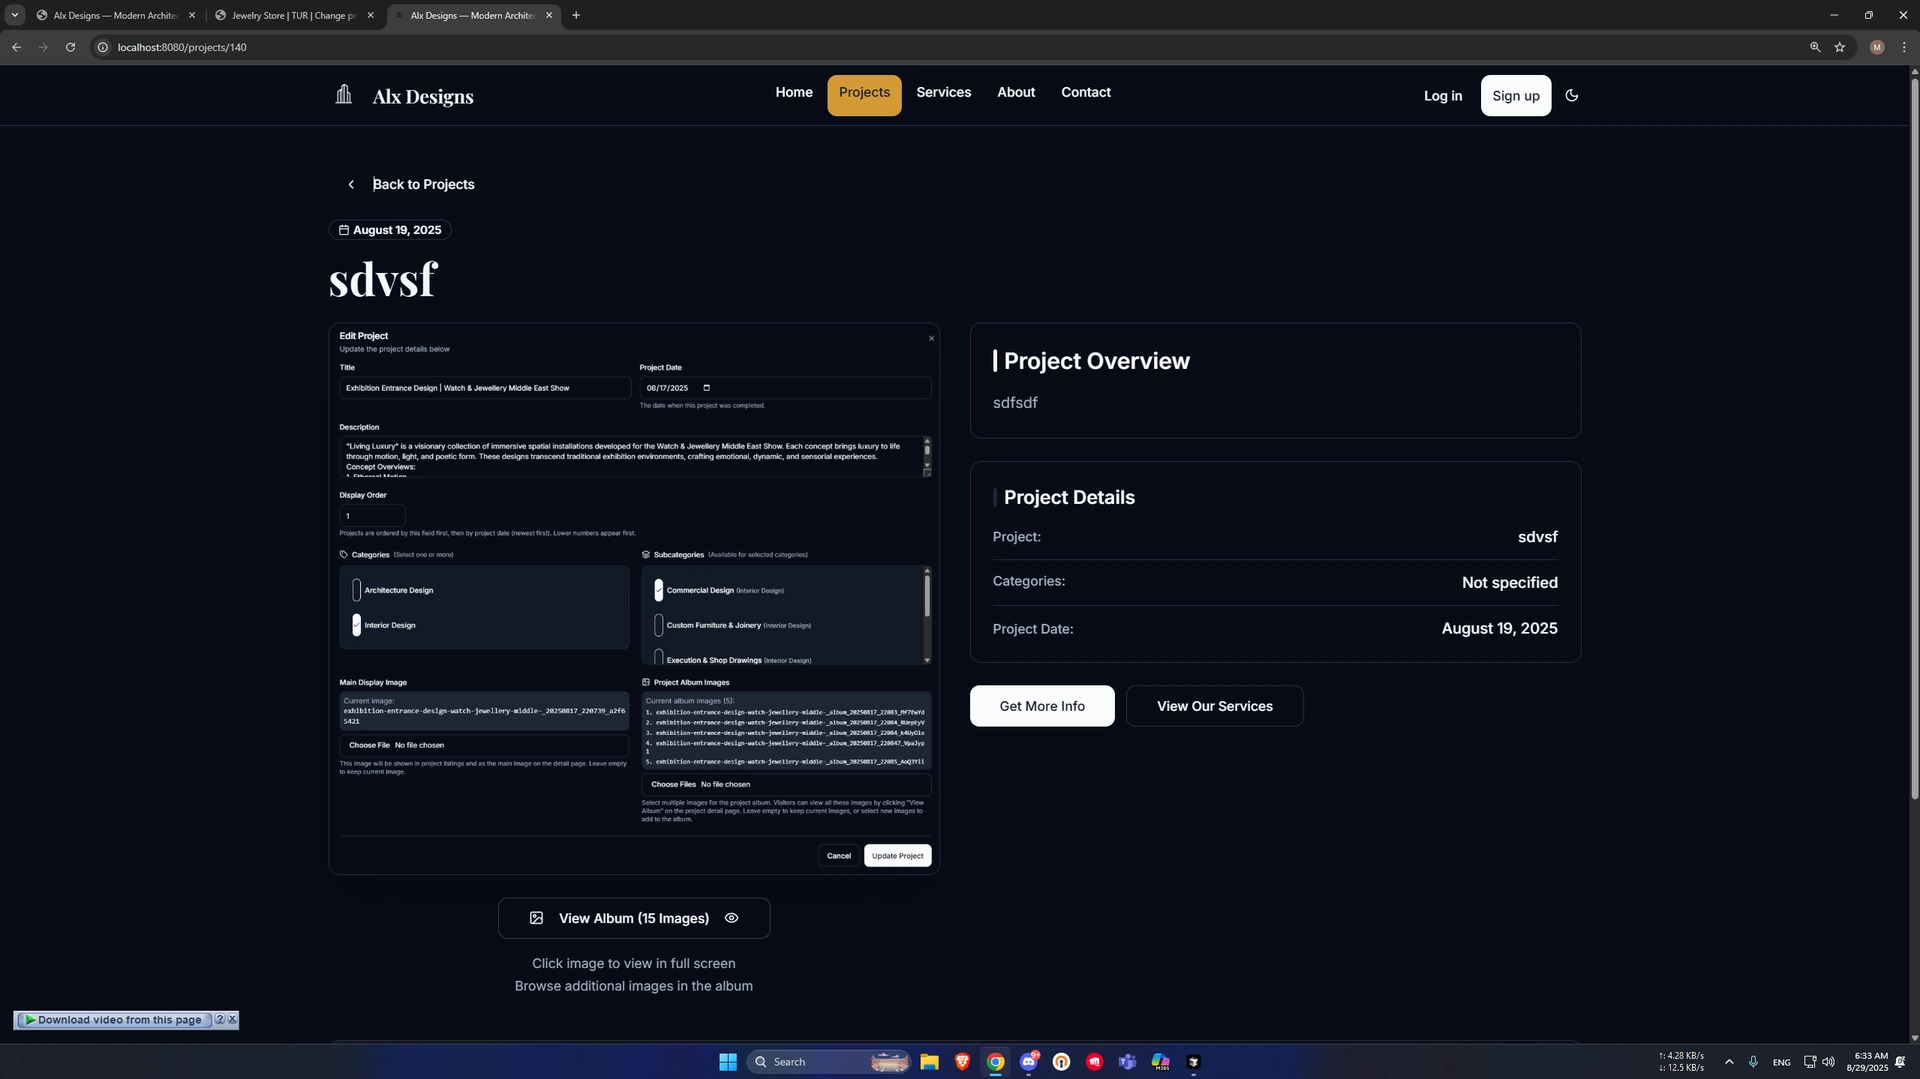 Alx Designs — Modern Architec
Jewelry Store | TUR | Change pr
Alx Designs — Modern Architec
localhost:8080/projects/140
M
Alx Designs
Home
Projects
Services
About
Contact
Log in
Sign up
Back to Projects
August 19, 2025
sdvsf
Edit Project
Update the project details below
Title
Project Date
Exhibition Entrance Design | Watch & Jewellery Middle East Show
08/17/2025
The date when this project was completed.
Description
"Living Luxury" is a visionary collection of immersive spatial installations developed for the Watch & Jewellery Middle East Show. Each concept brings luxury to life
through motion, light, and poetic form. These designs transcend traditional exhibition environments, crafting emotional, dynamic, and sensorial experiences.
Concept Overviews:
1. Ethereal Motion
Display Order
1
Projects are ordered by this field first, then by project date (newest first). Lower numbers appear first.
Categories (Select one or more)
Architecture Design
Interior Design
Subcategories (Available for selected categories)
Commercial Design (Interior Design)
Custom Furniture & Joinery (Interior Design)
Execution & Shop Drawings (Interior Design)
Main Display Image
Current image:
exhibition-entrance-design-watch-jewellery-middle-_20250817_220739_a2f6
5421
Choose File No file chosen
This image will be shown in project listings and as the main image on the detail page. Leave empty
to keep current image.
Project Album Images
Current album images (5):
1. exhibition-entrance-design-watch-jewellery-middle-_album_20250817_22083_Mf7EwYd
2. exhibition-entrance-design-watch-jewellery-middle-_album_20250817_22084_8UepEyV
3. exhibition-entrance-design-watch-jewellery-middle-_album_20250817_22084_k4UyOlx
4. exhibition-entrance-design-watch-jewellery-middle-_album_20250817_220847_VpaJyp
1
5. exhibition-entrance-design-watch-jewellery-middle-_album_20250817_22085_AoQ3Yii
Choose Files No file chosen
Select multiple images for the project album. Visitors can view all these images by clicking "View
Album" on the project detail page. Leave empty to keep current images, or select new images to
add to the album.
Cancel
Update Project
Project Overview
sdfsdf
Project Details
Project:
sdvsf
Categories:
Not specified
Project Date:
August 19, 2025
Get More Info
View Our Services
View Album (15 Images)
Click image to view in full screen
Browse additional images in the album
Download video from this page
Search
M365
9+
↑: 4.28 KB/s
↓: 12.5 KB/s
ENG
6:33 AM
8/29/2025